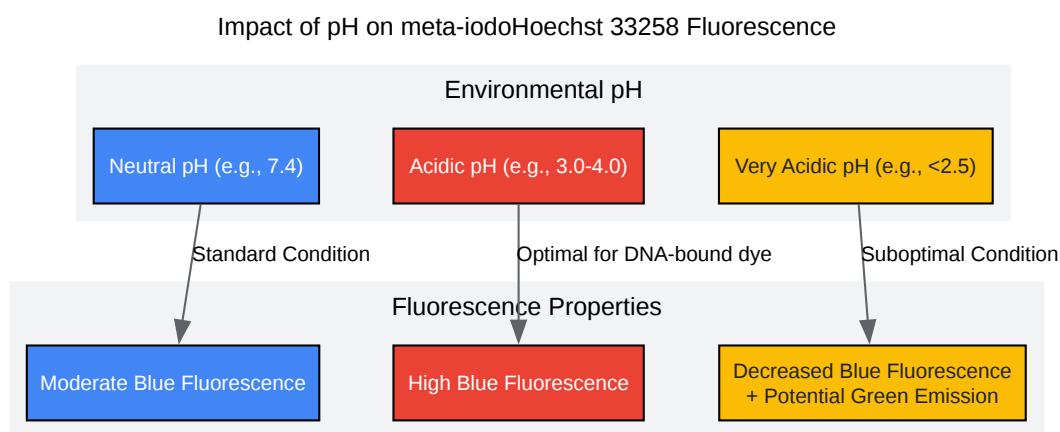 Impact of pH on meta-iodoHoechst 33258 Fluorescence
Environmental pH
Neutral pH (e.g., 7.4)
Acidic pH (e.g., 3.0-4.0)
Very Acidic pH (e.g., <2.5)
Standard Condition
Optimal for DNA-bound dye
Suboptimal Condition
Fluorescence Properties
Moderate Blue Fluorescence
High Blue Fluorescence
Decreased Blue Fluorescence
+ Potential Green Emission